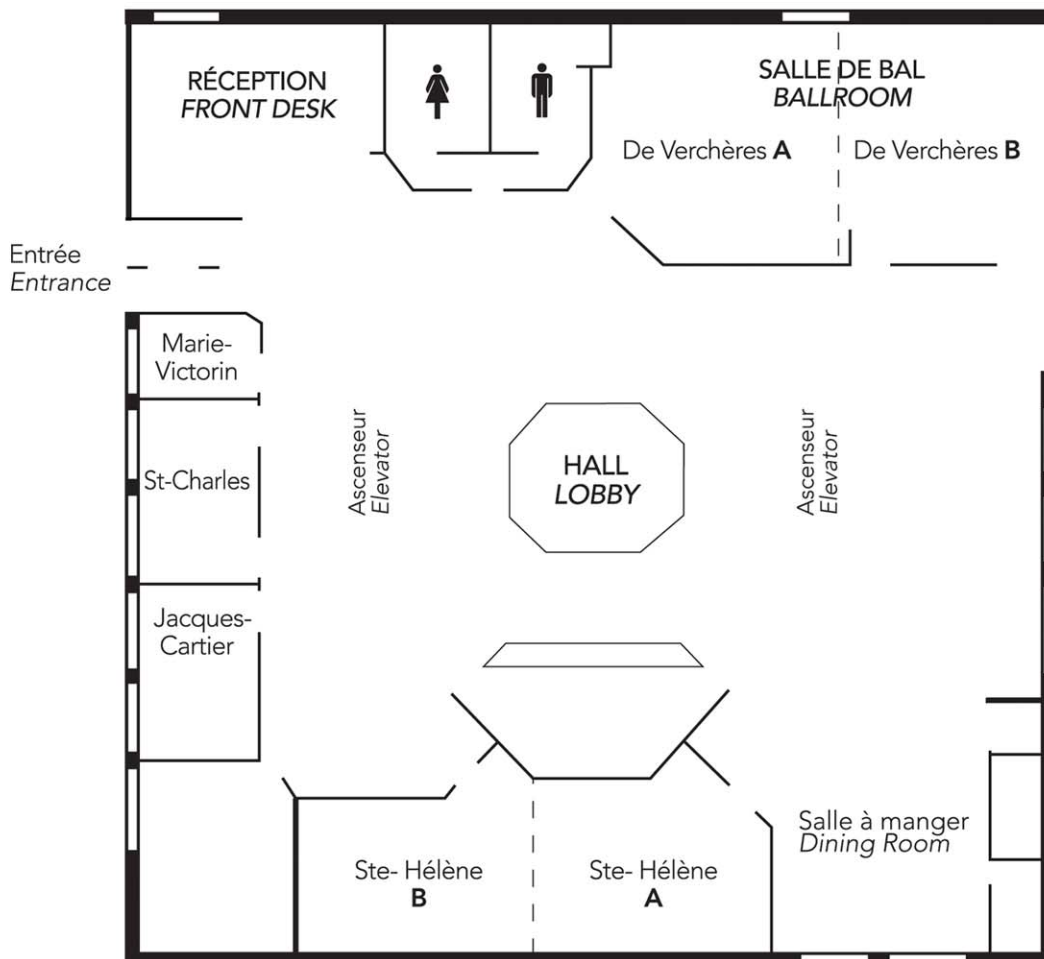 RÉCEPTION
FRONT DESK
SALLE DE BAL
BALLROOM
De Verchères A
De Verchères B
Entrée
Entrance
Marie-
Victorin
St-Charles
Jacques-
Cartier
Ascenseur
Elevator
HALL
LOBBY
Ascenseur
Elevator
Ste- Hélène
B
Ste- Hélène
A
Salle à manger
Dining Room